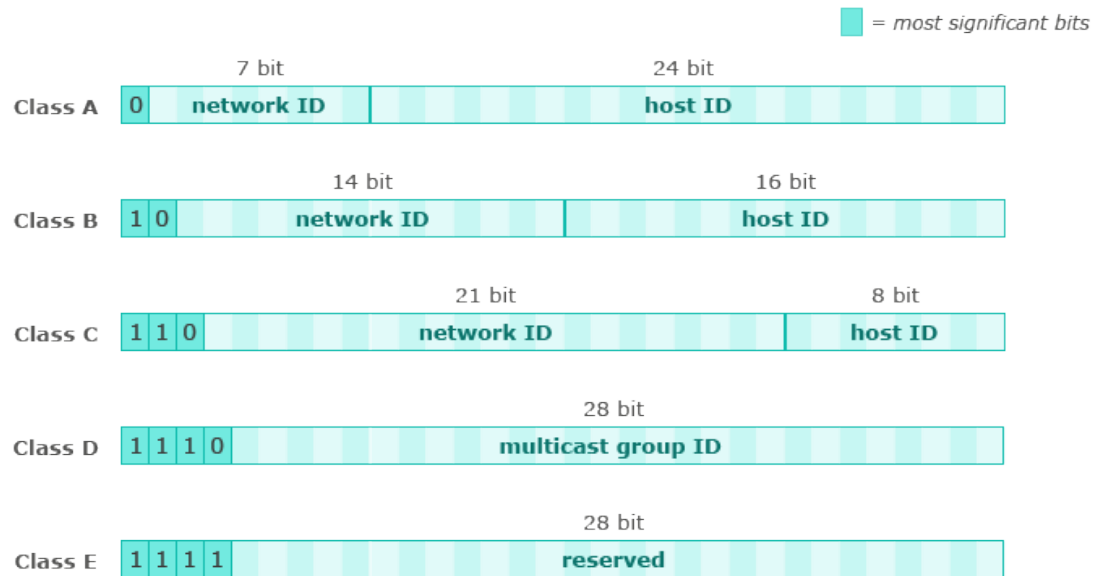 = most significant bits
7 bit 24 bit
Class A 0 network ID host ID
14 bit 16 bit
Class B 1 0 network ID host ID
21 bit 8 bit
Class C 1 1 0 network ID host ID
28 bit
Class D 1 1 1 0 multicast group ID
28 bit
Class E 1 1 1 1 reserved